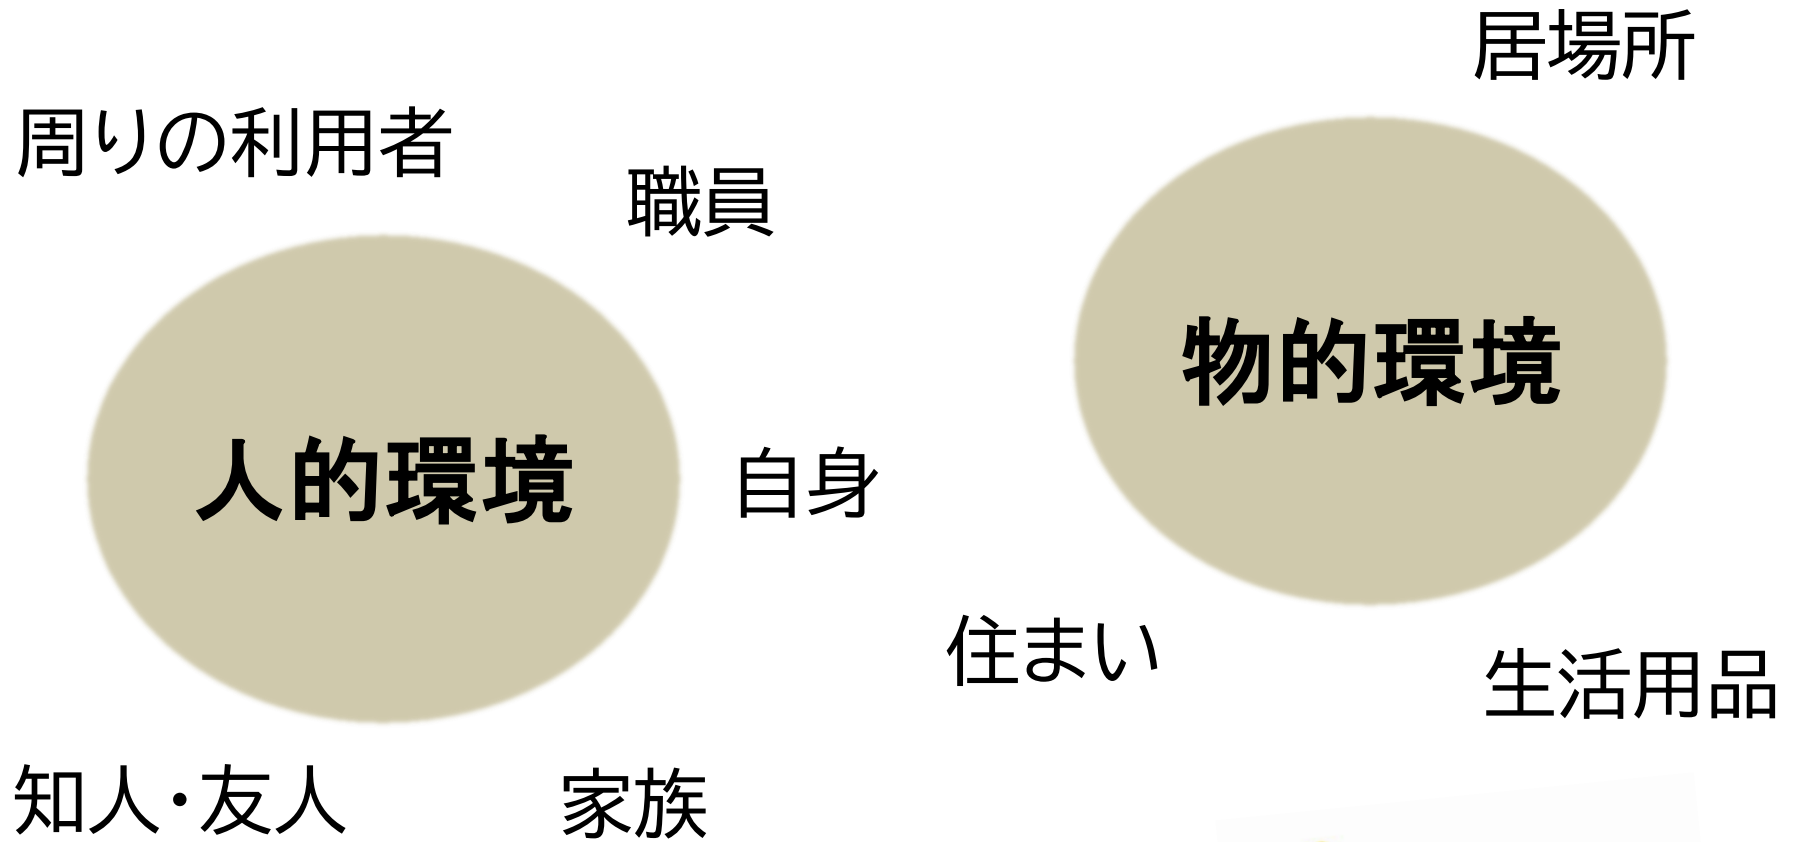 周りの利用者
職員
人的環境
自身
知人・友人
家族
居場所
物的環境
住まい
生活用品